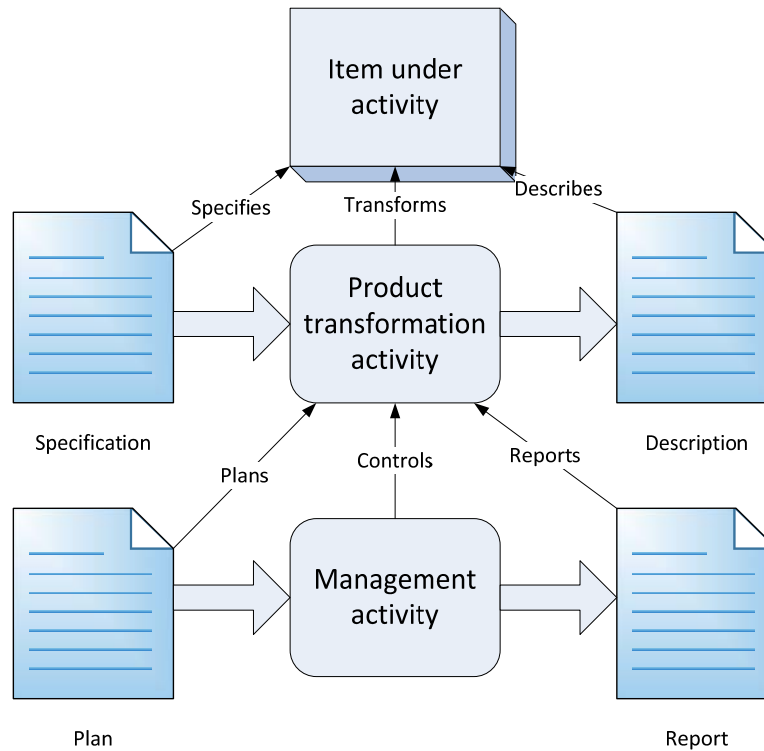 Item under
activity
Specifies
Transforms
Describes
Product
transformation
activity
Specification
Description
Plans
Controls
Reports
Management
activity
Plan
Report